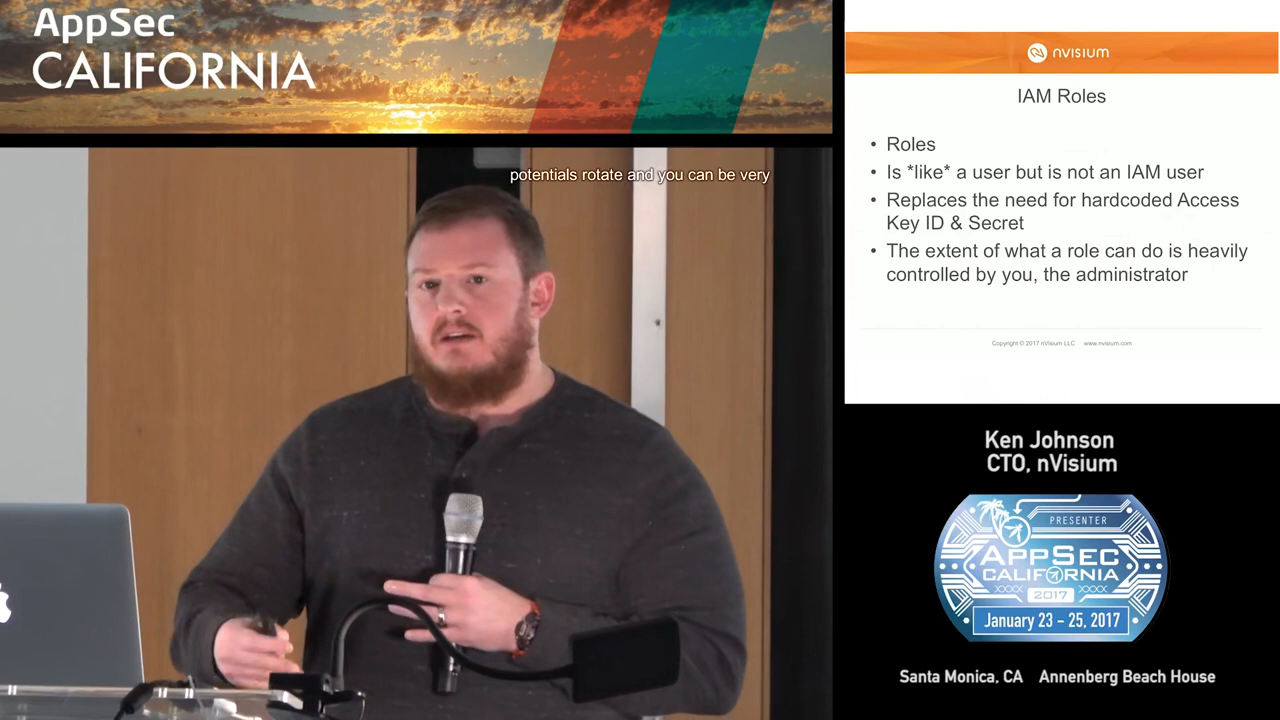 AppSec
CALIFORNIA
potentials rotate and you can be very
nvisium
IAM Roles
• Roles
• Is *like* a user but is not an IAM user
• Replaces the need for hardcoded Access
Key ID & Secret
• The extent of what a role can do is heavily
controlled by you, the administrator
Copyright © 2017 nVisium LLC www.nvisium.com
Ken Johnson
CTO, nVisium
PRESENTER
APPSEC
CALIFORNIA
2017
January 23 – 25, 2017
Santa Monica, CA Annenberg Beach House